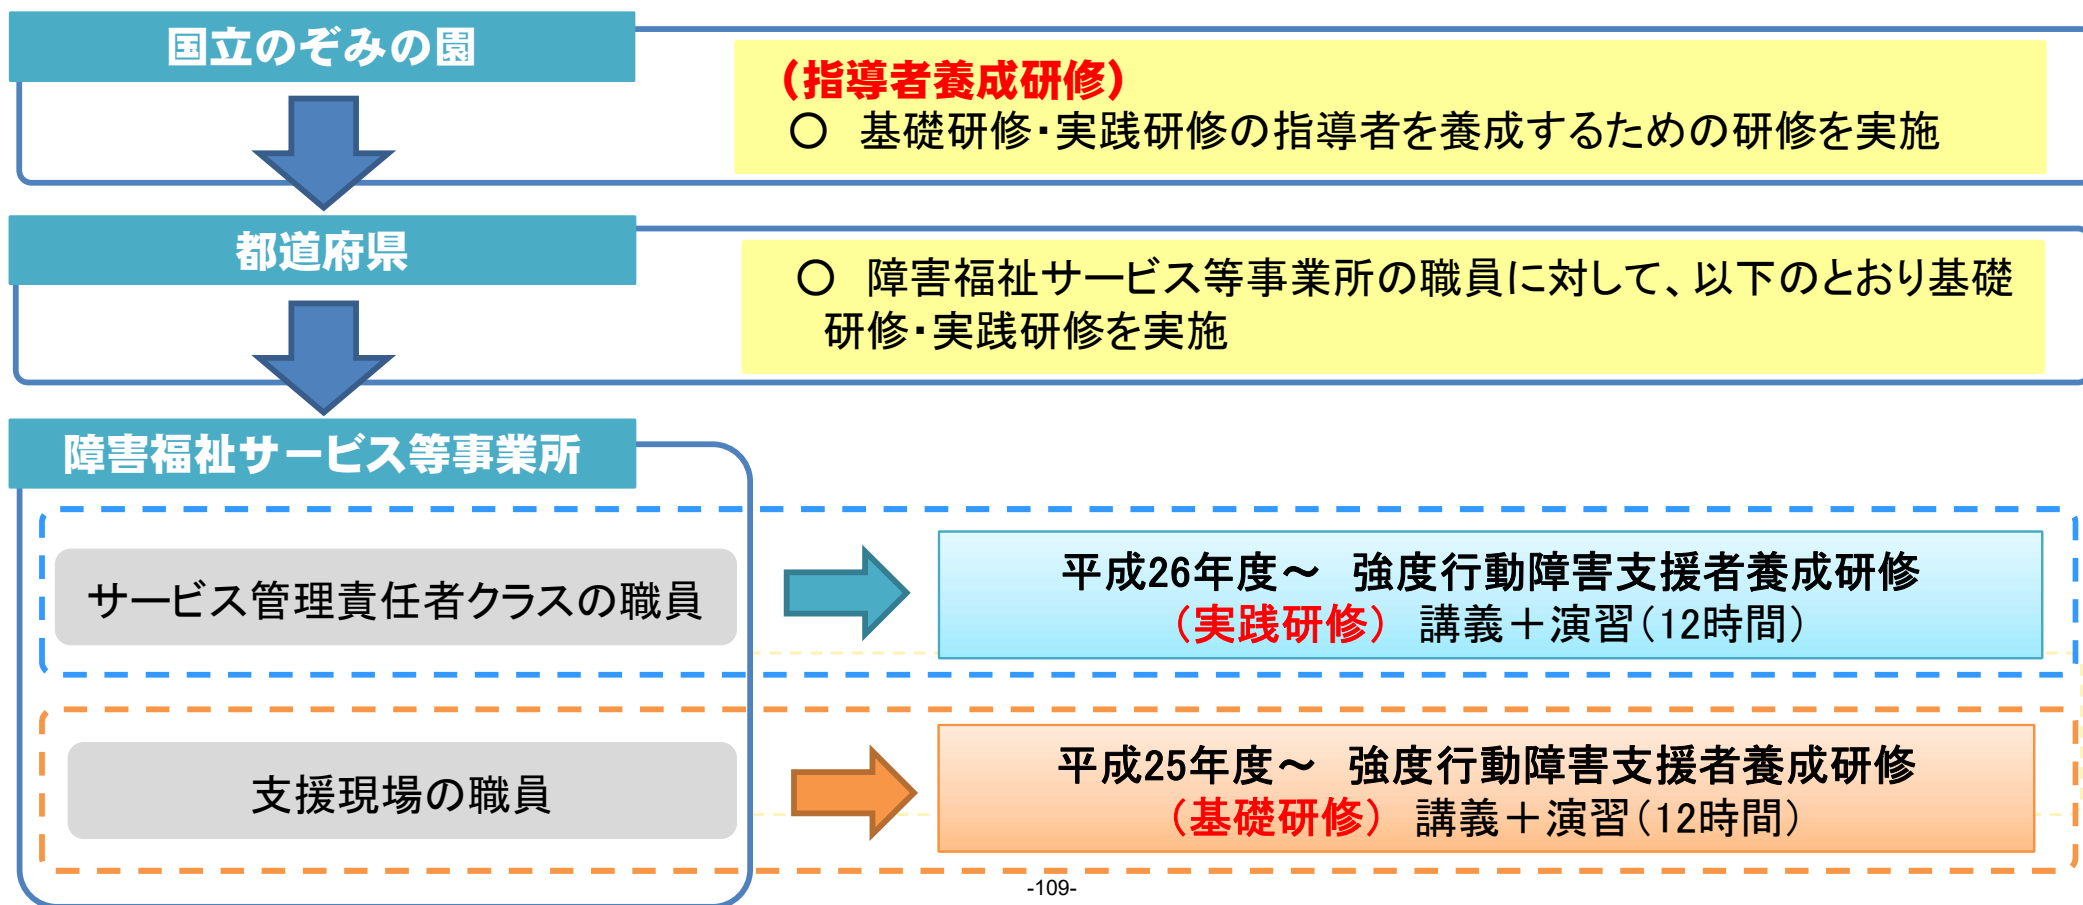 国立のぞみの園
(指導者養成研修)
○ 基礎研修・実践研修の指導者を養成するための研修を実施
都道府県
○ 障害福祉サービス等事業所の職員に対して、以下のとおり基礎
研修・実践研修を実施
障害福祉サービス等事業所
サービス管理責任者クラスの職員
平成26年度～ 強度行動障害支援者養成研修
(実践研修) 講義＋演習(12時間)
支援現場の職員
平成25年度～ 強度行動障害支援者養成研修
(基礎研修) 講義＋演習(12時間)
-109-